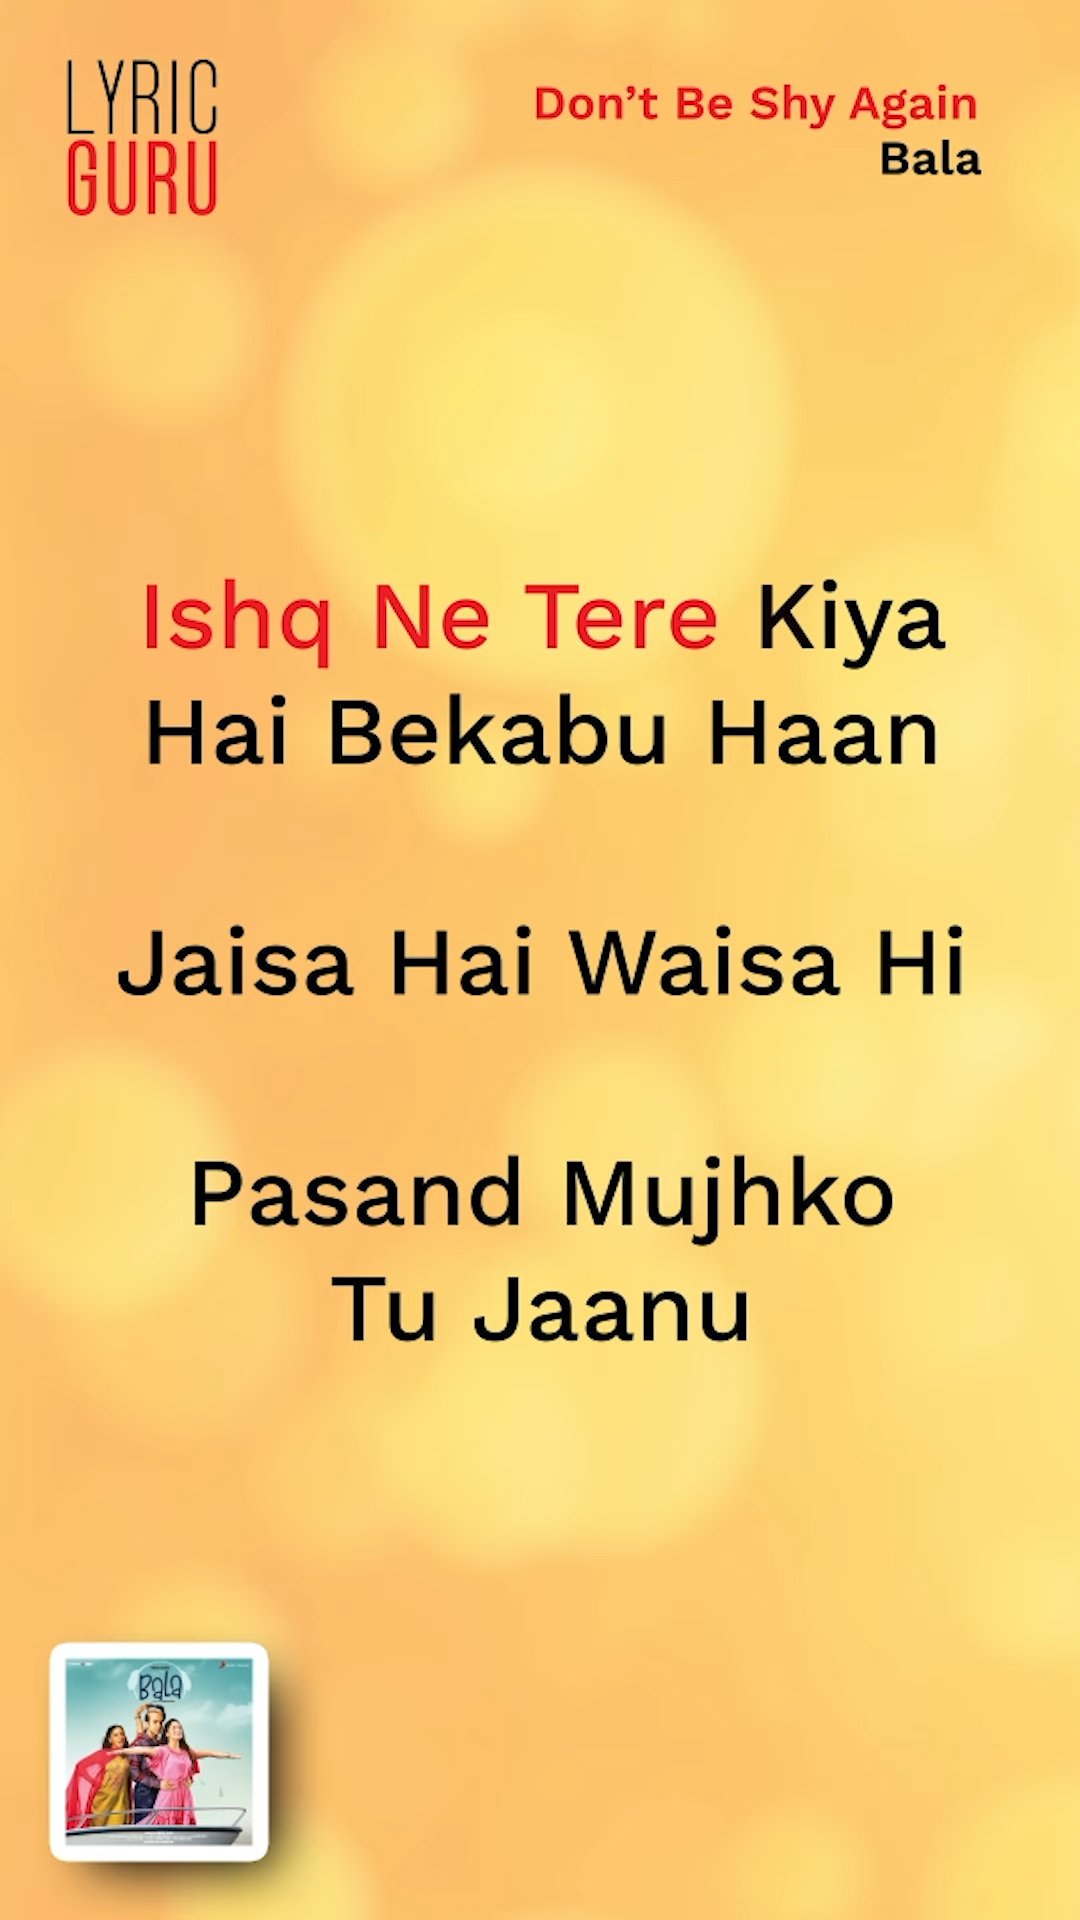 LYRIC
GURU
Don't Be Shy Again
Bala
Ishq Ne Tere Kiya
Hai Bekabu Haan
Jaisa Hai Waisa Hi
Pasand Mujhko
Tu Jaanu
Bala